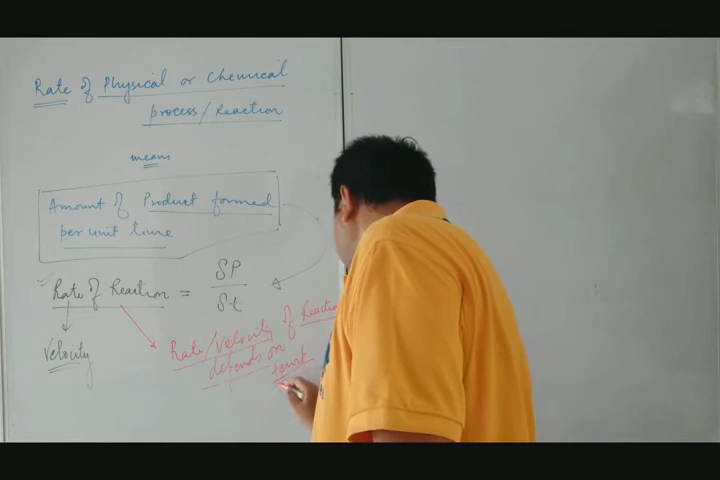 Rate of Physical or Chemical
process/Reaction
means
Amount of Product formed
per unit time
Rate of Reaction = δP
δt
Velocity
Rate/Velocity of Reaction
depends on